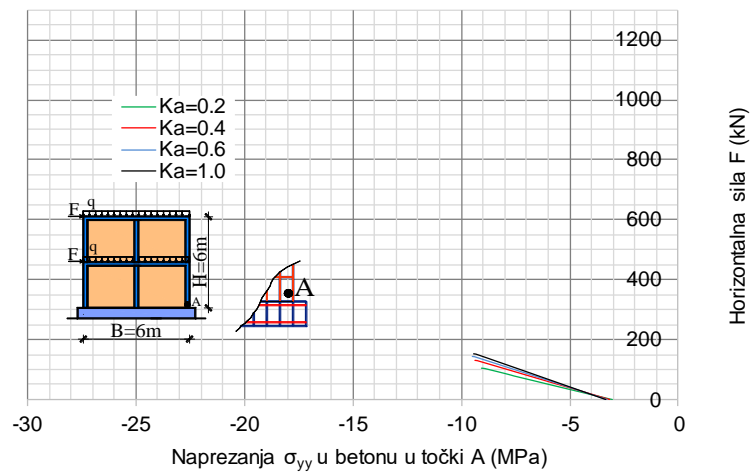 1200
1000
800
600
400
200
0
Horizontalna sila F (kN)
Ka=0.2
Ka=0.4
Ka=0.6
Ka=1.0
q
F
q
F
H=6m
A
B=6m
A
-30 -25 -20 -15 -10 -5 0
Naprezanja σyy u betonu u točki A (MPa)